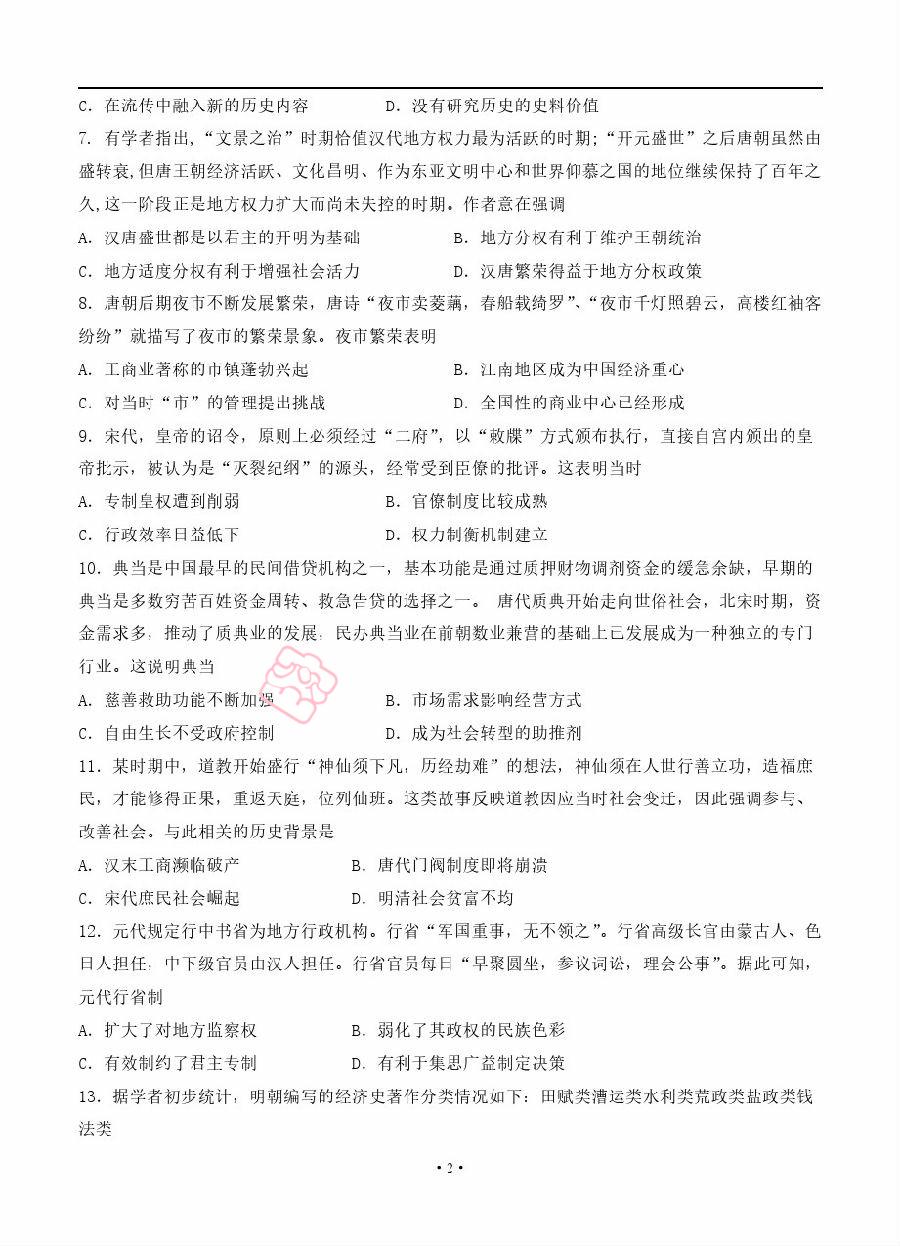 C．在流传中融入新的历史内容 D．没有研究历史的史料价值
7．有学者指出，“文景之治”时期恰值汉代地方权力最为活跃的时期；“开元盛世”之后唐朝虽然由
盛转衰,但唐王朝经济活跃、文化昌明、作为东亚文明中心和世界仰慕之国的地位继续保持了百年之
久,这一阶段正是地方权力扩大而尚未失控的时期。作者意在强调
A．汉唐盛世都是以君主的开明为基础 B．地方分权有利于维护王朝统治
C．地方适度分权有利于增强社会活力 D．汉唐繁荣得益于地方分权政策
8．唐朝后期夜市不断发展繁荣，唐诗“夜市卖菱藕，春船载绮罗”、“夜市千灯照碧云，高楼红袖客
纷纷”就描写了夜市的繁荣景象。夜市繁荣表明
A．工商业著称的市镇蓬勃兴起 B．江南地区成为中国经济重心
C．对当时“市”的管理提出挑战 D．全国性的商业中心已经形成
9．宋代，皇帝的诏令，原则上必须经过“二府”，以“敕牒”方式颁布执行，直接自宫内颁出的皇
帝批示，被认为是“灭裂纪纲”的源头，经常受到臣僚的批评。这表明当时
A．专制皇权遭到削弱 B．官僚制度比较成熟
C．行政效率日益低下 D．权力制衡机制建立
10．典当是中国最早的民间借贷机构之一，基本功能是通过质押财物调剂资金的缓急余缺，早期的
典当是多数穷苦百姓资金周转、救急告贷的选择之一。 唐代质典开始走向世俗社会，北宋时期，资
金需求多，推动了质典业的发展，民办典当业在前朝数业兼营的基础上已发展成为一种独立的专门
行业。这说明典当
A．慈善救助功能不断加强 B．市场需求影响经营方式
C．自由生长不受政府控制 D．成为社会转型的助推剂
11．某时期中，道教开始盛行“神仙须下凡，历经劫难”的想法，神仙须在人世行善立功，造福庶
民，才能修得正果，重返天庭，位列仙班。这类故事反映道教因应当时社会变迁，因此强调参与、
改善社会。与此相关的历史背景是
A．汉末工商濒临破产 B．唐代门阀制度即将崩溃
C．宋代庶民社会崛起 D．明清社会贫富不均
12．元代规定行中书省为地方行政机构。行省“军国重事，无不领之”。行省高级长官由蒙古人、色
目人担任，中下级官员由汉人担任。行省官员每日“早聚圆坐，参议词讼，理会公事”。据此可知，
元代行省制
A．扩大了对地方监察权 B．弱化了其政权的民族色彩
C．有效制约了君主专制 D．有利于集思广益制定决策
13．据学者初步统计，明朝编写的经济史著作分类情况如下：田赋类漕运类水利类荒政类盐政类钱
法类
·2·